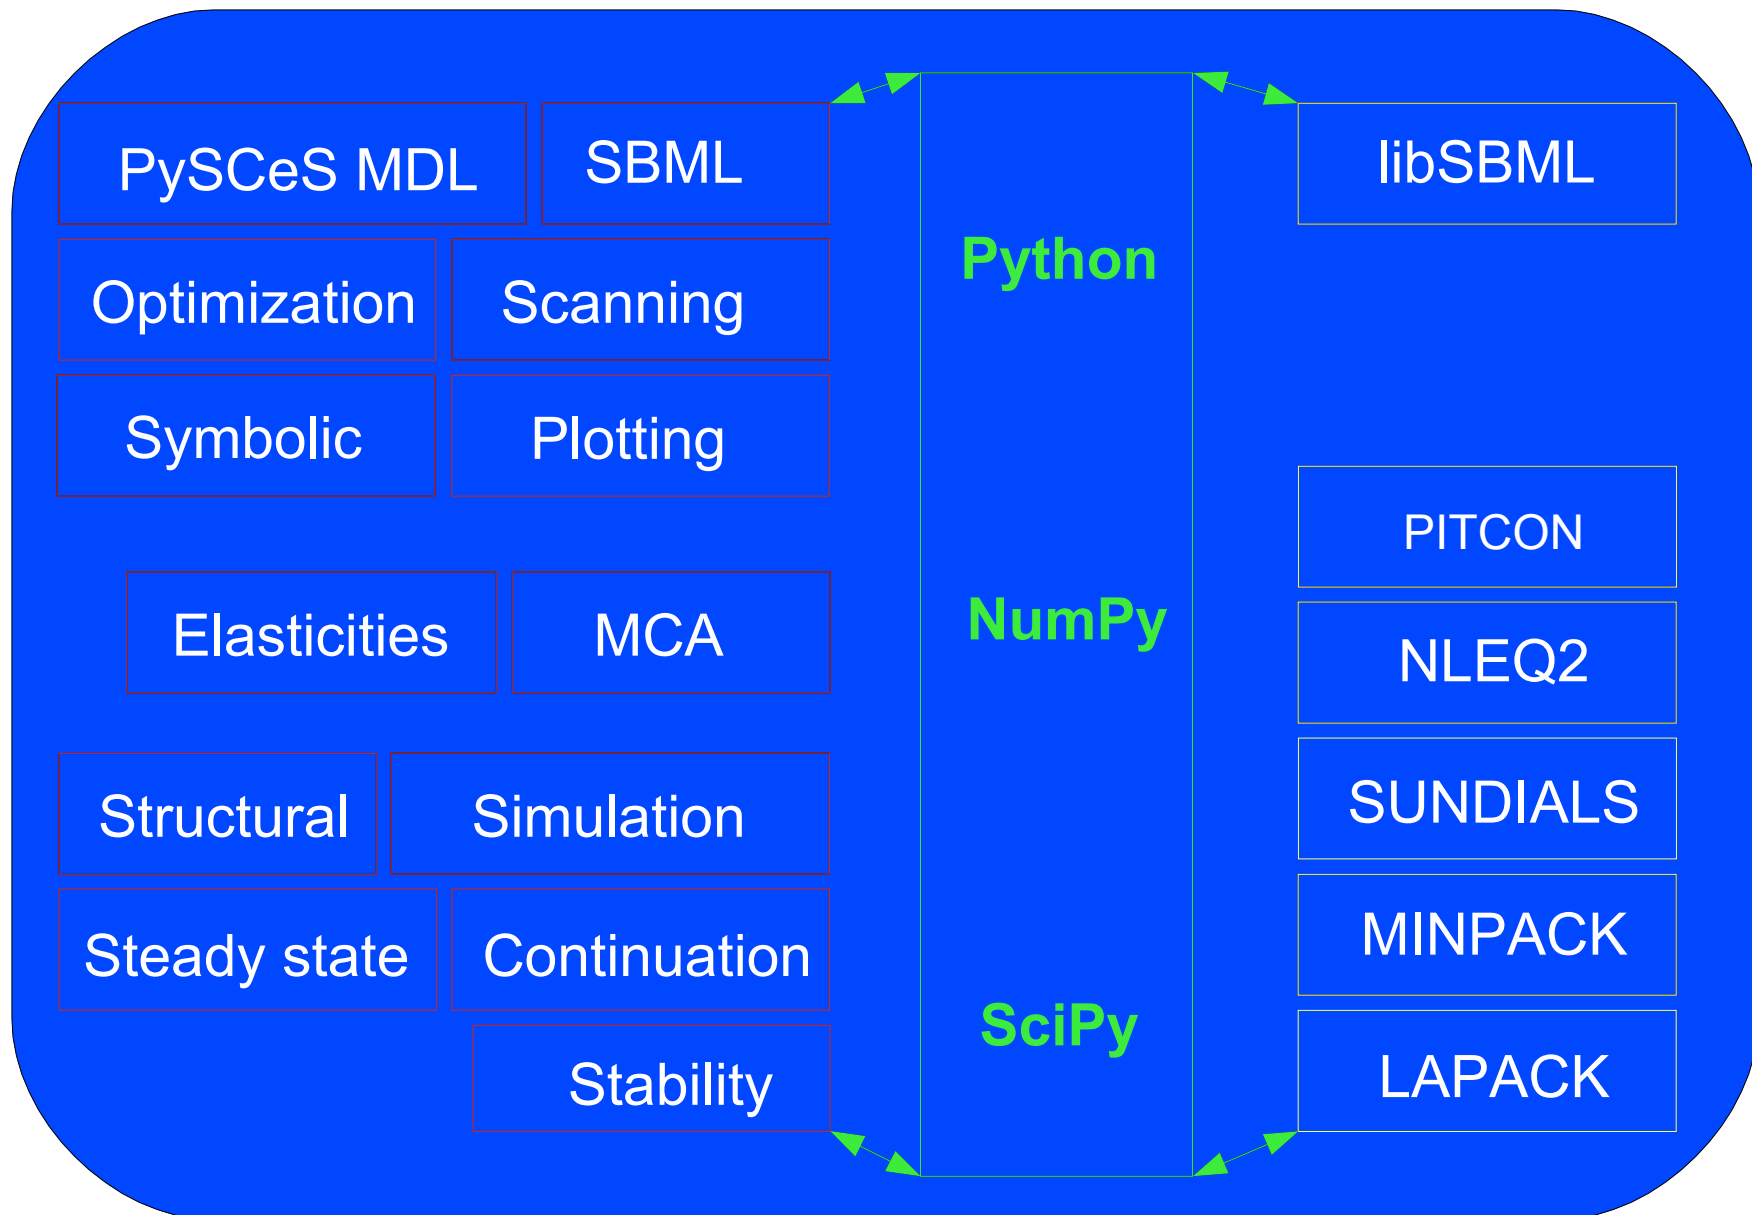 PySCeS MDL
SBML
Optimization
Scanning
Symbolic
Plotting
Elasticities
MCA
Structural
Simulation
Steady state
Continuation
Stability
Python
NumPy
SciPy
libSBML
PITCON
NLEQ2
SUNDIALS
MINPACK
LAPACK